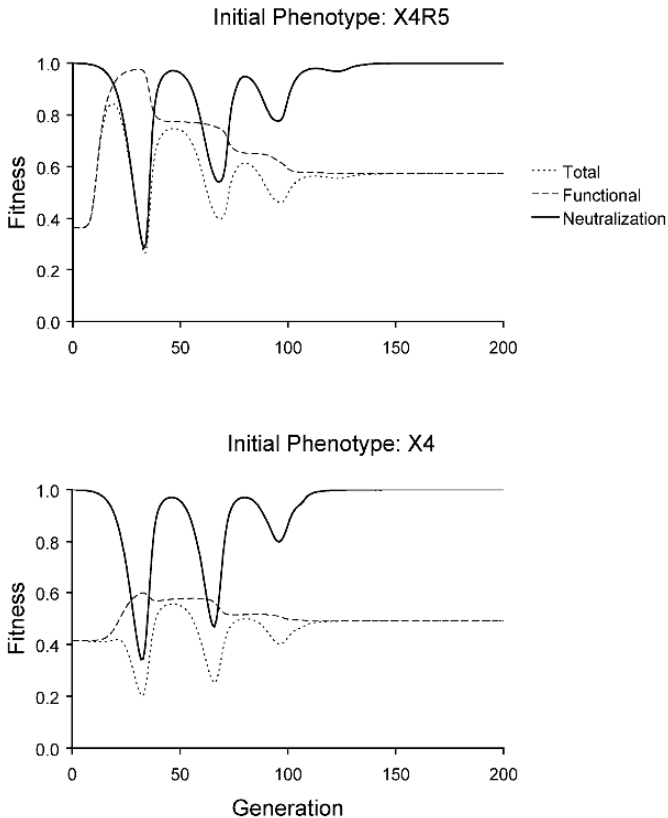 Initial Phenotype: X4R5
1.0
0.8
0.6
0.4
0.2
0.0
Fitness
0 50 100 150 200
Total
Functional
Neutralization
Initial Phenotype: X4
1.0
0.8
0.6
0.4
0.2
0.0
Fitness
0 50 100 150 200
Generation